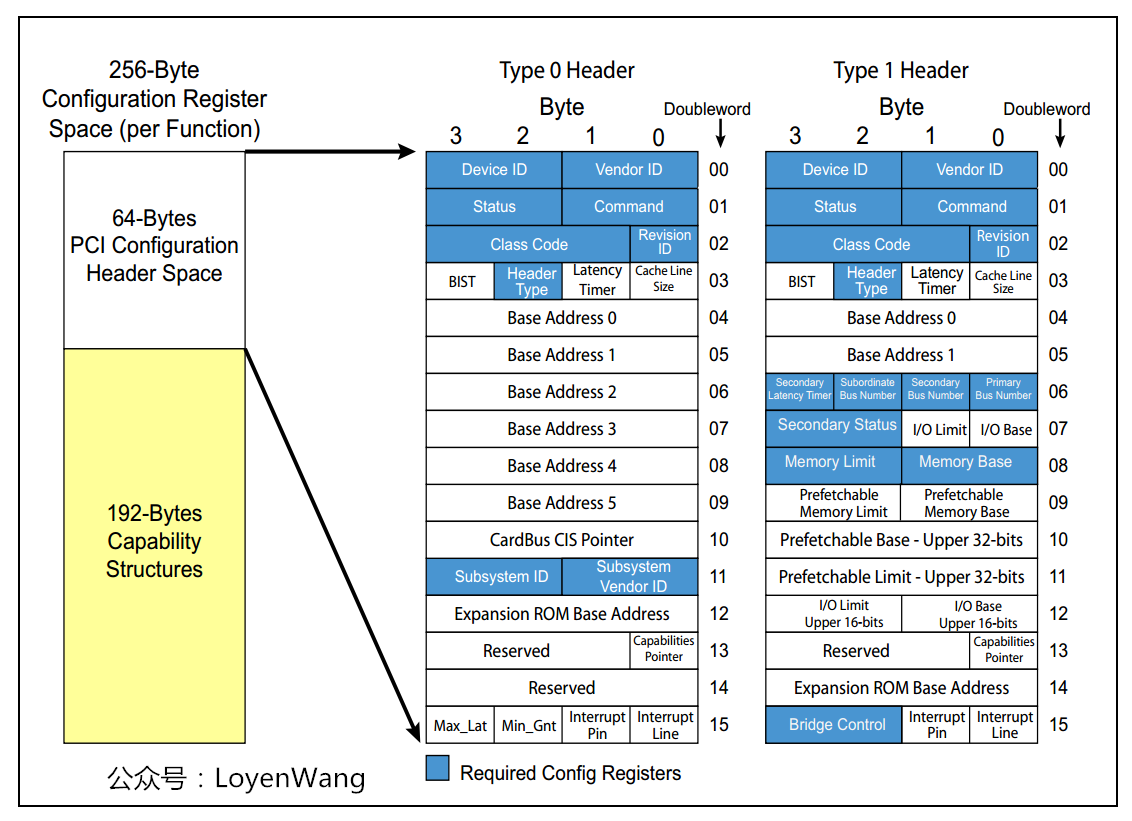 256-Byte
Configuration Register
Space (per Function)
64-Bytes
PCI Configuration
Header Space
192-Bytes
Capability
Structures
Type 0 Header
Byte
Doubleword
3 2 1 0
Device ID Vendor ID 00
Status Command 01
Class Code Revision ID 02
BIST Header Type Latency Timer Cache Line Size 03
Base Address 0 04
Base Address 1 05
Base Address 2 06
Base Address 3 07
Base Address 4 08
Base Address 5 09
CardBus CIS Pointer 10
Subsystem ID Subsystem Vendor ID 11
Expansion ROM Base Address 12
Reserved Capabilities Pointer 13
Reserved 14
Max_Lat Min_Gnt Interrupt Pin Interrupt Line 15
Type 1 Header
Byte
Doubleword
3 2 1 0
Device ID Vendor ID 00
Status Command 01
Class Code Revision ID 02
BIST Header Type Latency Timer Cache Line Size 03
Base Address 0 04
Base Address 1 05
Secondary Latency Timer Subordinate Bus Number Secondary Bus Number Primary Bus Number 06
Secondary Status I/O Limit I/O Base 07
Memory Limit Memory Base 08
Prefetchable Memory Limit Prefetchable Memory Base 09
Prefetchable Base - Upper 32-bits 10
Prefetchable Limit - Upper 32-bits 11
I/O Limit Upper 16-bits I/O Base Upper 16-bits 12
Reserved Capabilities Pointer 13
Expansion ROM Base Address 14
Bridge Control Interrupt Pin Interrupt Line 15
Required Config Registers
公众号：LoyenWang